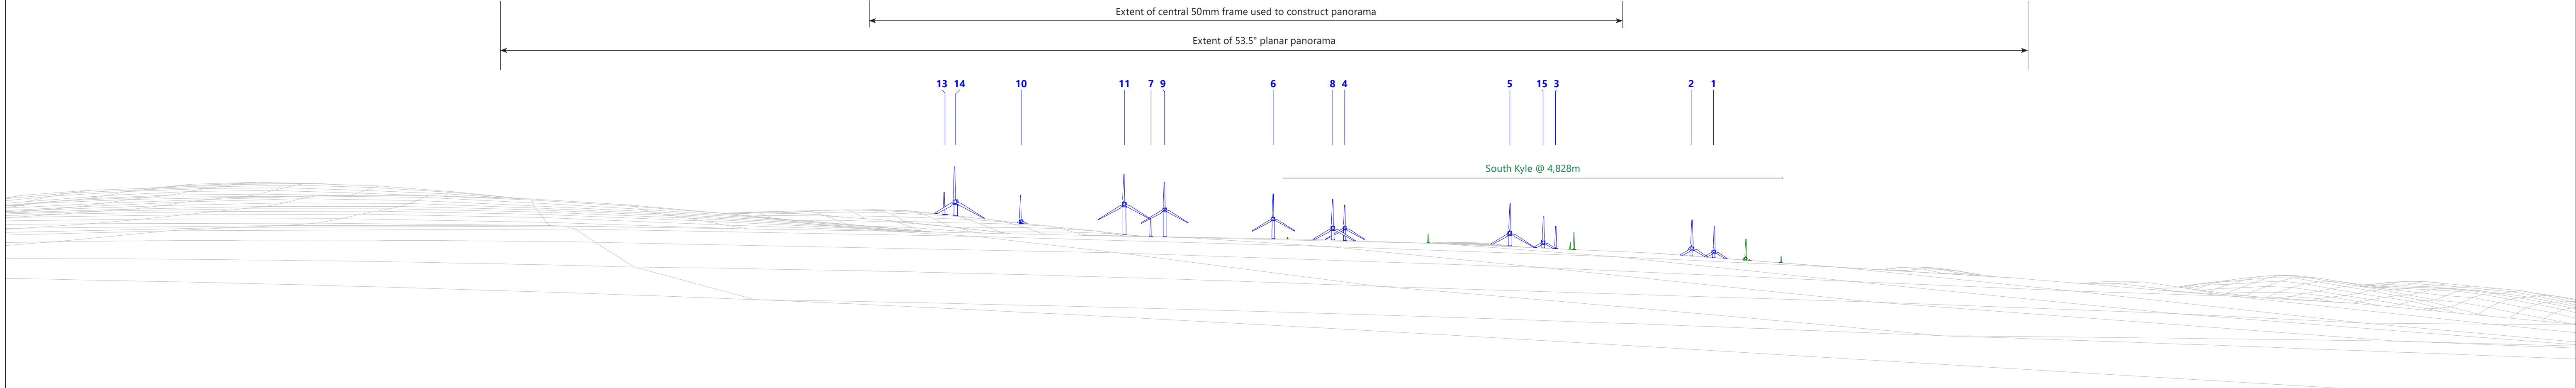 Extent of central 50mm frame used to construct panorama
Extent of 53.5° planar panorama
13 14 10 11 7 9 6 8 4 5 15 3 2 1
South Kyle @ 4,828m